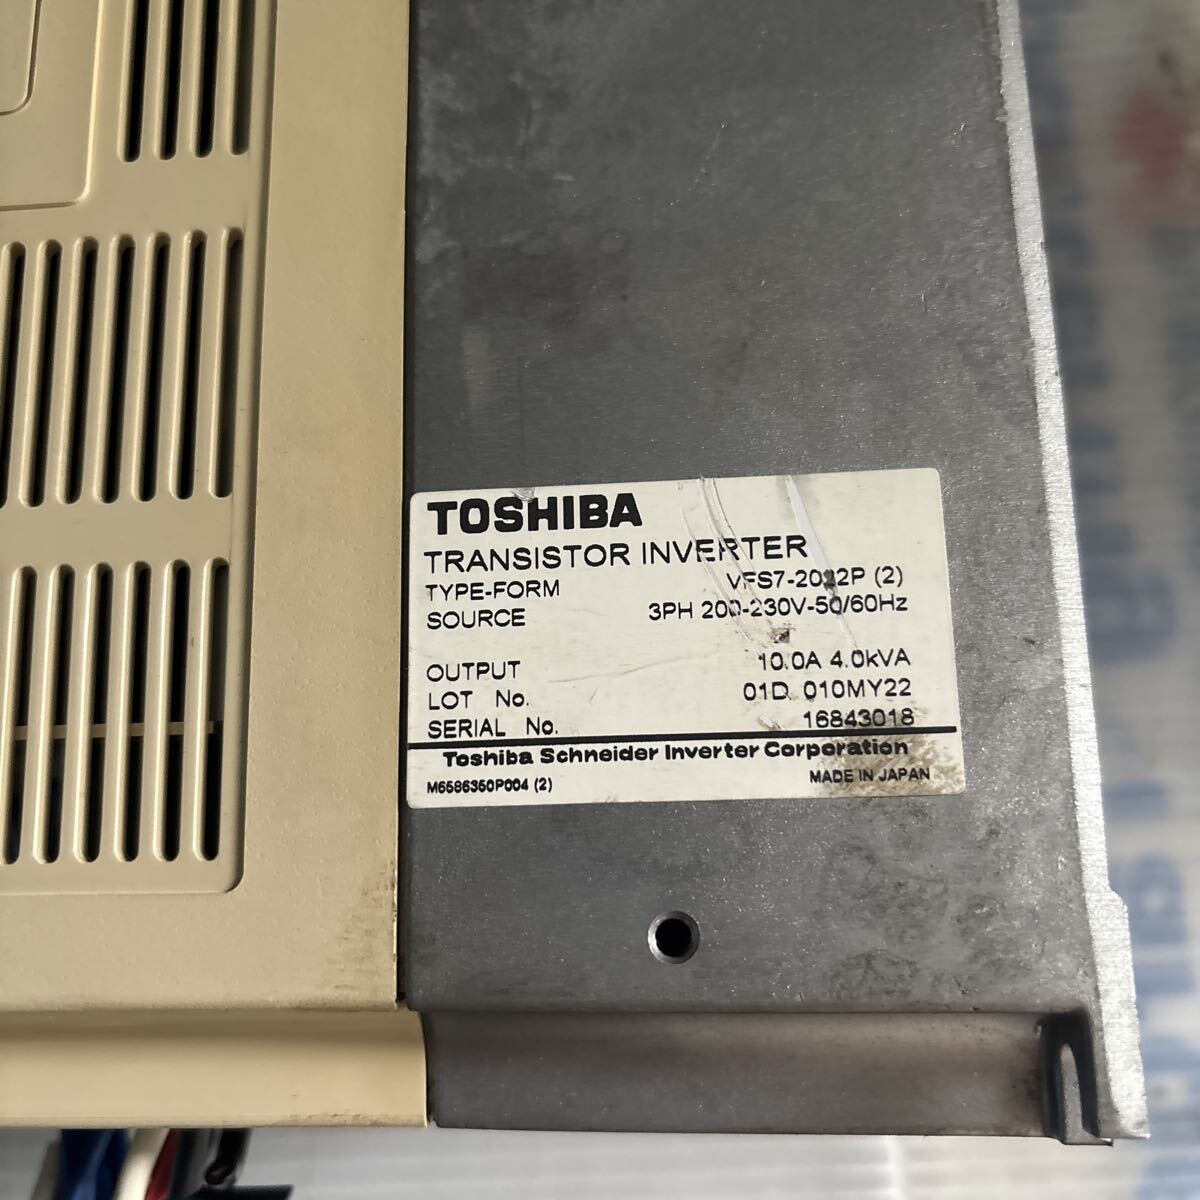 TOSHIBA
TRANSISTOR INVERTER
TYPE-FORM VFS7-2022P (2)
SOURCE 3PH 200-230V-50/60Hz
OUTPUT 10.0A 4.0kVA
LOT No. 01D 010MY22
SERIAL No. 16843018
Toshiba Schneider Inverter Corporation
M6586350P004 (2) MADE IN JAPAN